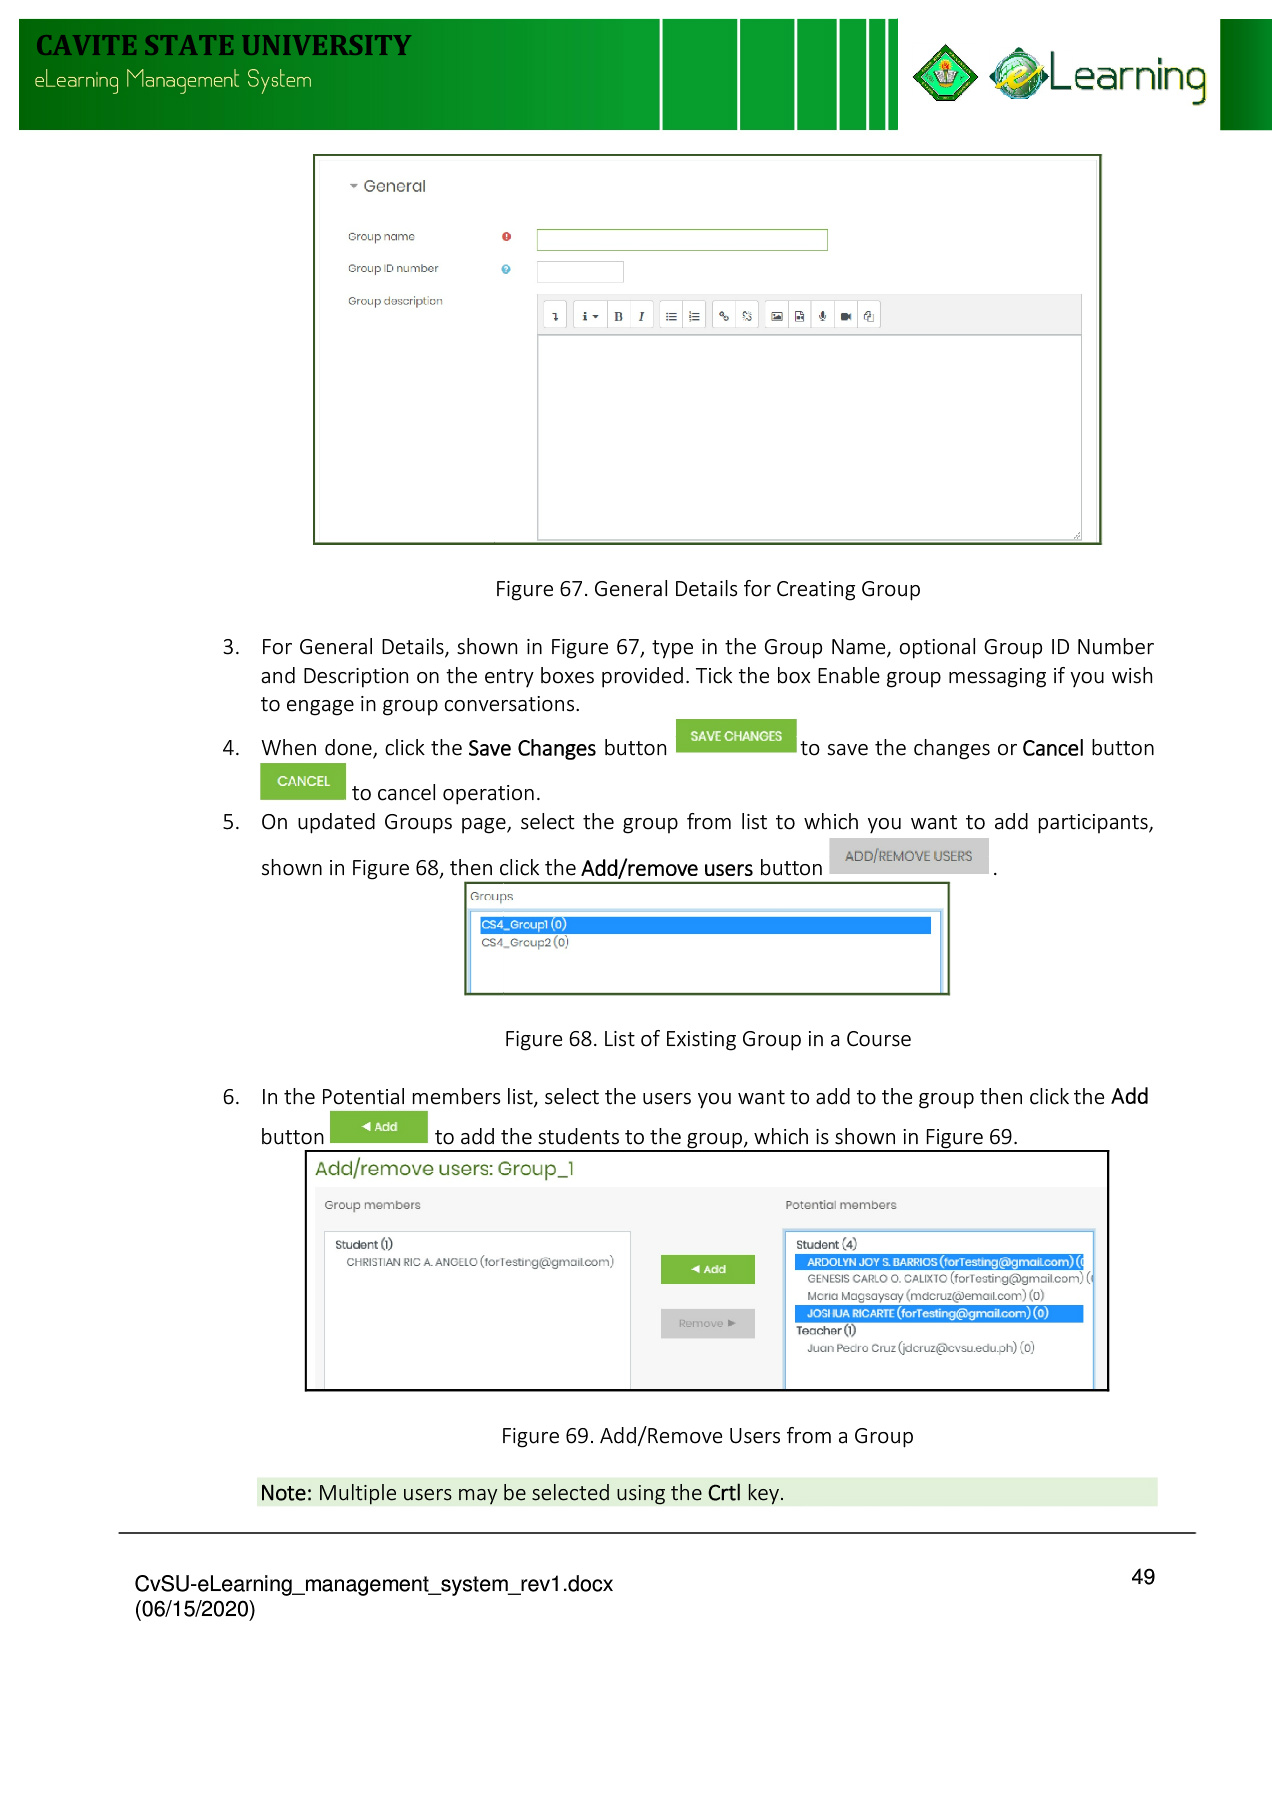 CAVITE STATE UNIVERSITY
eLearning Management System
eLearning
General
Group name
Group ID number
Group description
B I
Figure 67. General Details for Creating Group
3. For General Details, shown in Figure 67, type in the Group Name, optional Group ID Number
and Description on the entry boxes provided. Tick the box Enable group messaging if you wish
to engage in group conversations.
4. When done, click the Save Changes button SAVE CHANGES to save the changes or Cancel button
CANCEL to cancel operation.
5. On updated Groups page, select the group from list to which you want to add participants,
shown in Figure 68, then click the Add/remove users button ADD/REMOVE USERS .
Groups
CS4_Group1 (0)
CS4_Group2 (0)
Figure 68. List of Existing Group in a Course
6. In the Potential members list, select the users you want to add to the group then click the Add
button ◄ Add to add the students to the group, which is shown in Figure 69.
Add/remove users: Group_1
Group members
Potential members
Student (1)
CHRISTIAN RIC A. ANGELO (forTesting@gmail.com)
◄ Add
Remove ►
Student (4)
ARDOLYN JOY S. BARRIOS (forTesting@gmail.com) (
GENESIS CARLO O. CALIXTO (forTesting@gmail.com) (
Maria Magsaysay (mdcruz@email.com) (0)
JOSHUA RICARTE (forTesting@gmail.com) (0)
Teacher (1)
Juan Pedro Cruz (jdcruz@cvsu.edu.ph) (0)
Figure 69. Add/Remove Users from a Group
Note: Multiple users may be selected using the Crtl key.
CvSU-eLearning_management_system_rev1.docx
(06/15/2020)
49